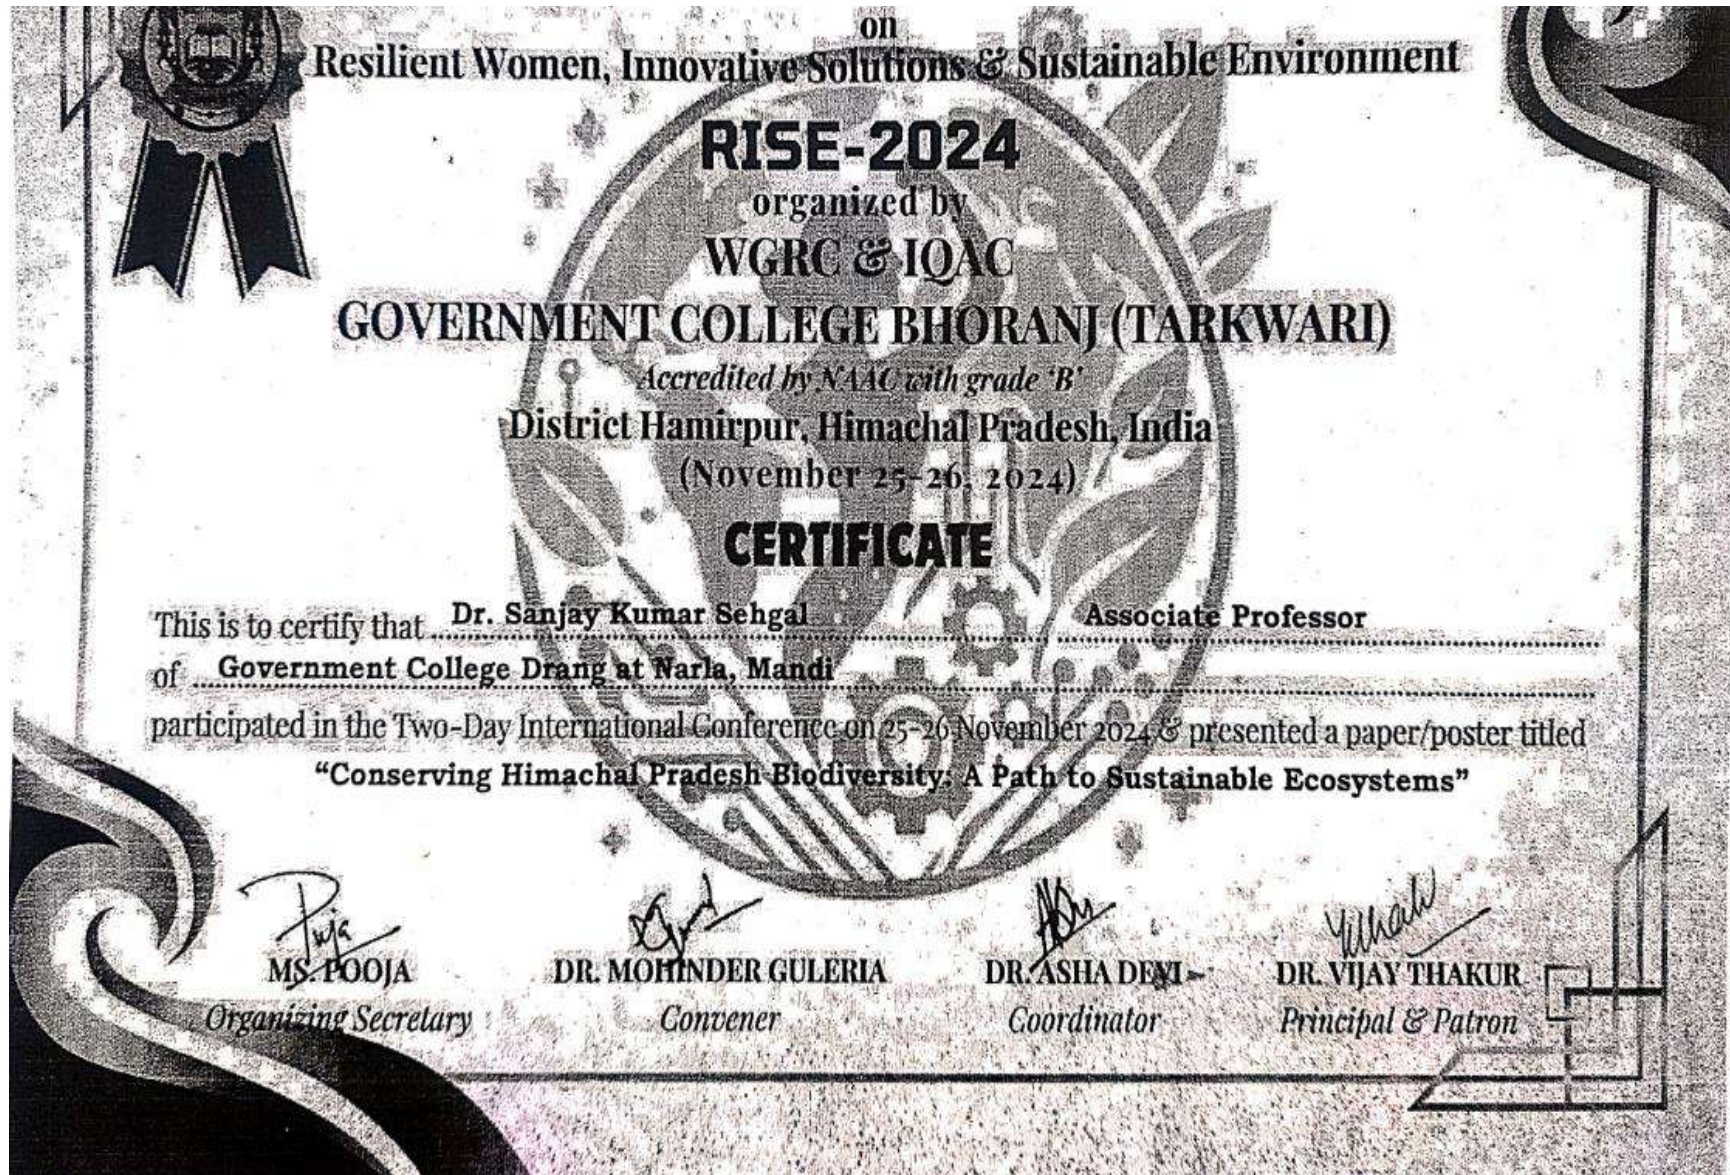 on
Resilient Women, Innovative Solutions & Sustainable Environment
RISE-2024
organized by
WGRC & IQAC
GOVERNMENT COLLEGE BHORANJ (TARKWARI)
Accredited by NAAC with grade ‘B’
District Hamirpur, Himachal Pradesh, India
(November 25-26, 2024)
CERTIFICATE
This is to certify that Dr. Sanjay Kumar Sehgal Associate Professor
of Government College Drang at Narla, Mandi
participated in the Two-Day International Conference on 25-26 November 2024 & presented a paper/poster titled
“Conserving Himachal Pradesh Biodiversity: A Path to Sustainable Ecosystems”
Puja
MS. POOJA DR. MOHINDER GULERIA DR. ASHA DEVI DR. VIJAY THAKUR
Organizing Secretary Convener Coordinator Principal & Patron